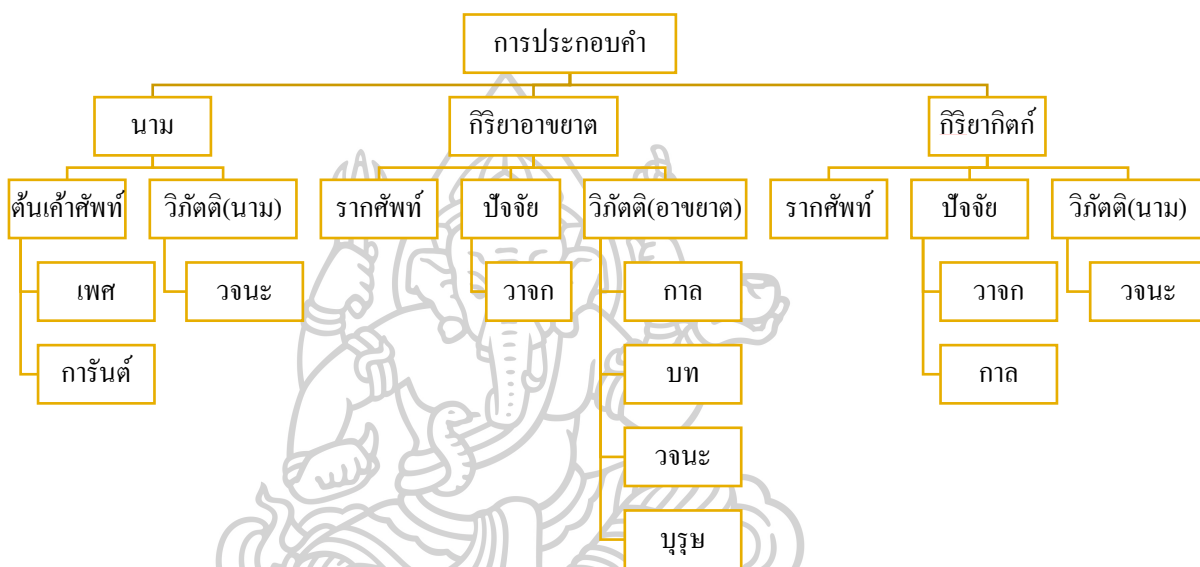 การประกอบคำ
นาม
กิริยาอาขยาต
กิริยากิตก์
ต้นเค้าศัพท์
วิภัตติ(นาม)
รากศัพท์
ปัจจัย
วิภัตติ(อาขยาต)
รากศัพท์
ปัจจัย
วิภัตติ(นาม)
เพศ
วจนะ
วาจก
กาล
วาจก
วจนะ
การันต์
บท
กาล
วจนะ
บุรุษ